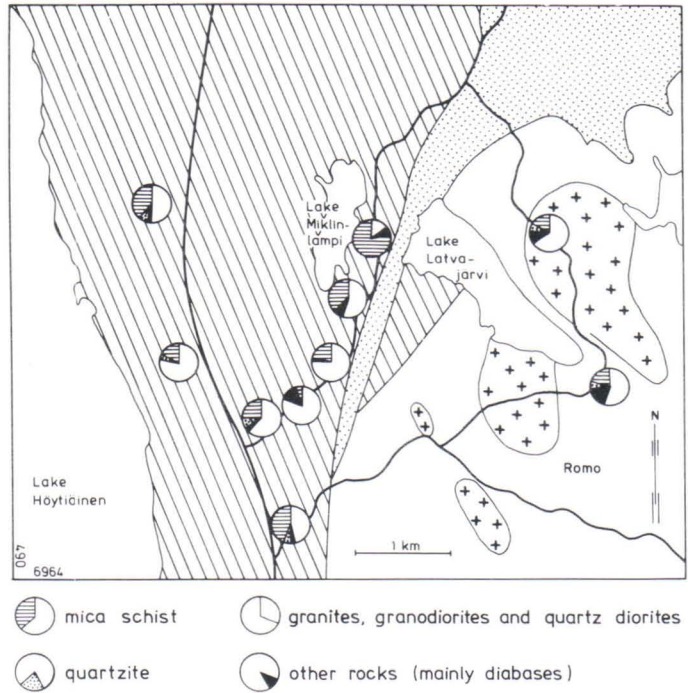 Lake
Miklin-
lampi
Lake
Latva-
järvi
N
Romo
Lake
Höytiäinen
1 km
490
6964
mica schist
granites, granodiorites and quartz diorites
quartzite
other rocks (mainly diabases)